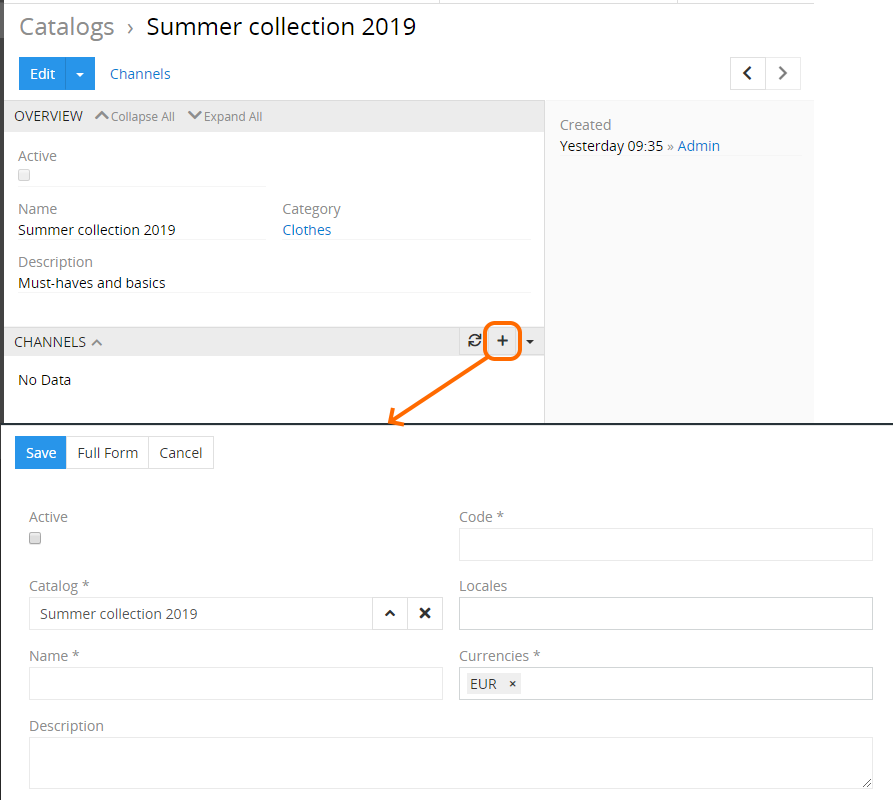 Catalogs › Summer collection 2019
Edit Channels
OVERVIEW Collapse All Expand All
Created
Yesterday 09:35 » Admin
Active
Name Category
Summer collection 2019 Clothes
Description
Must-haves and basics
CHANNELS
No Data
Save Full Form Cancel
Active Code *
Catalog * Locales
Summer collection 2019
Name * Currencies *
EUR ×
Description